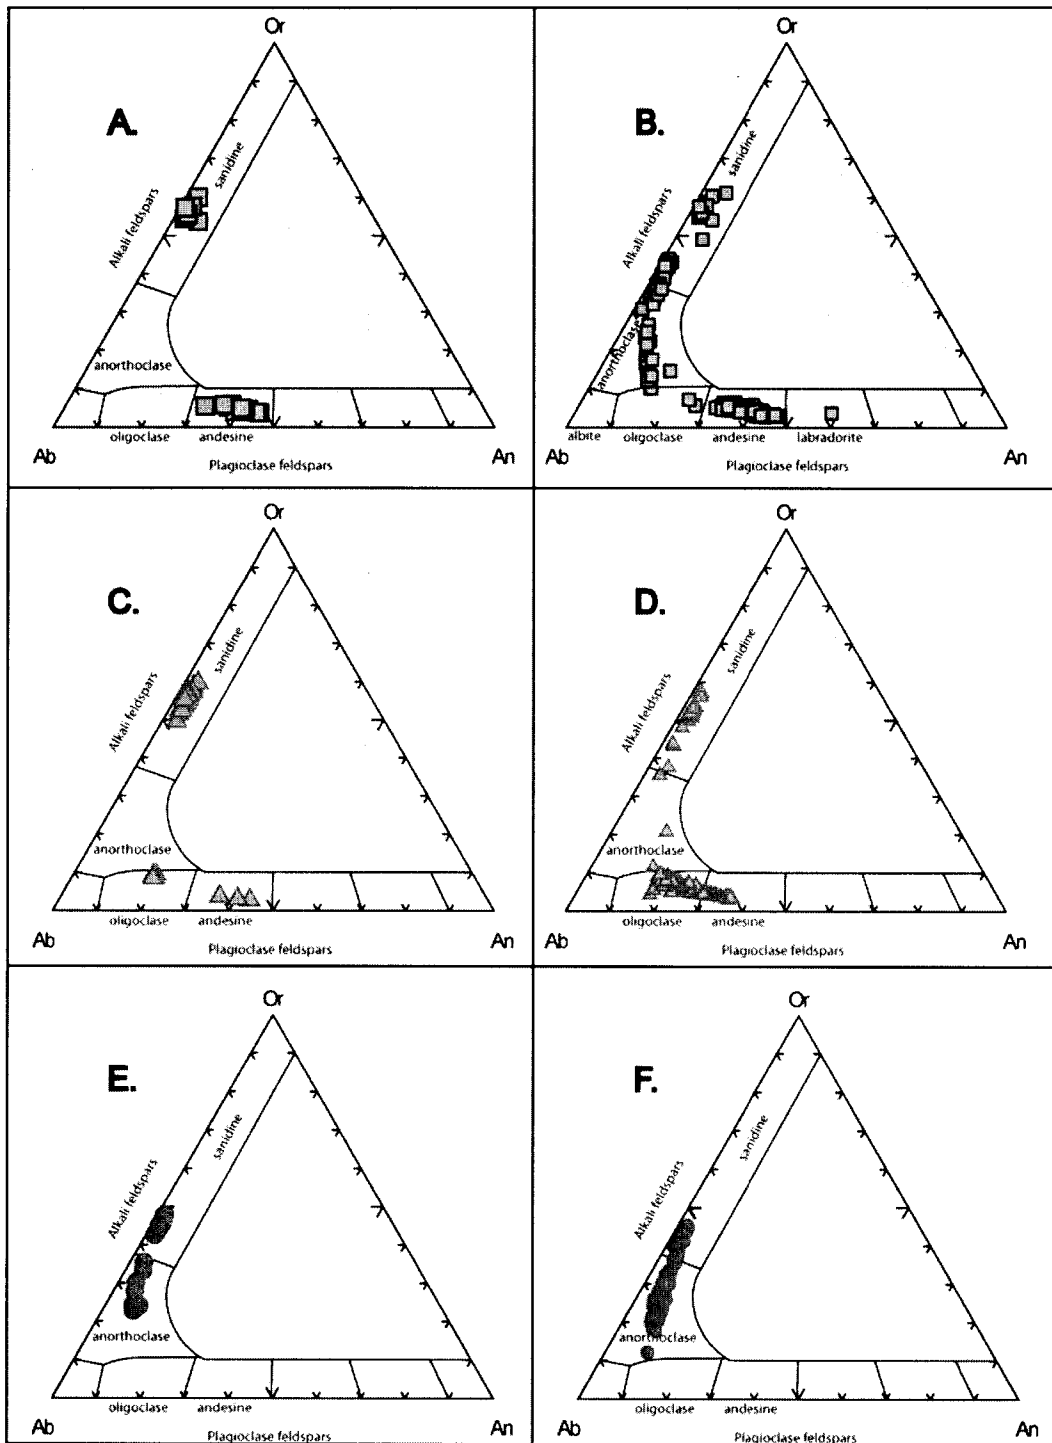 Or
A.
sanidine
Alkali feldspars
anorthoclase
oligoclase andesine
Ab An
Plagioclase feldspars
Or
B.
sanidine
Alkali feldspars
anorthoclase
albite oligoclase andesine labradorite
Ab An
Plagioclase feldspars
Or
C.
sanidine
Alkali feldspars
anorthoclase
oligoclase andesine
Ab An
Plagioclase feldspars
Or
D.
sanidine
Alkali feldspars
anorthoclase
oligoclase andesine
Ab An
Plagioclase feldspars
Or
E.
sanidine
Alkali feldspars
anorthoclase
oligoclase andesine
Ab An
Plagioclase feldspars
Or
F.
sanidine
Alkali feldspars
anorthoclase
oligoclase andesine
Ab An
Plagioclase feldspars